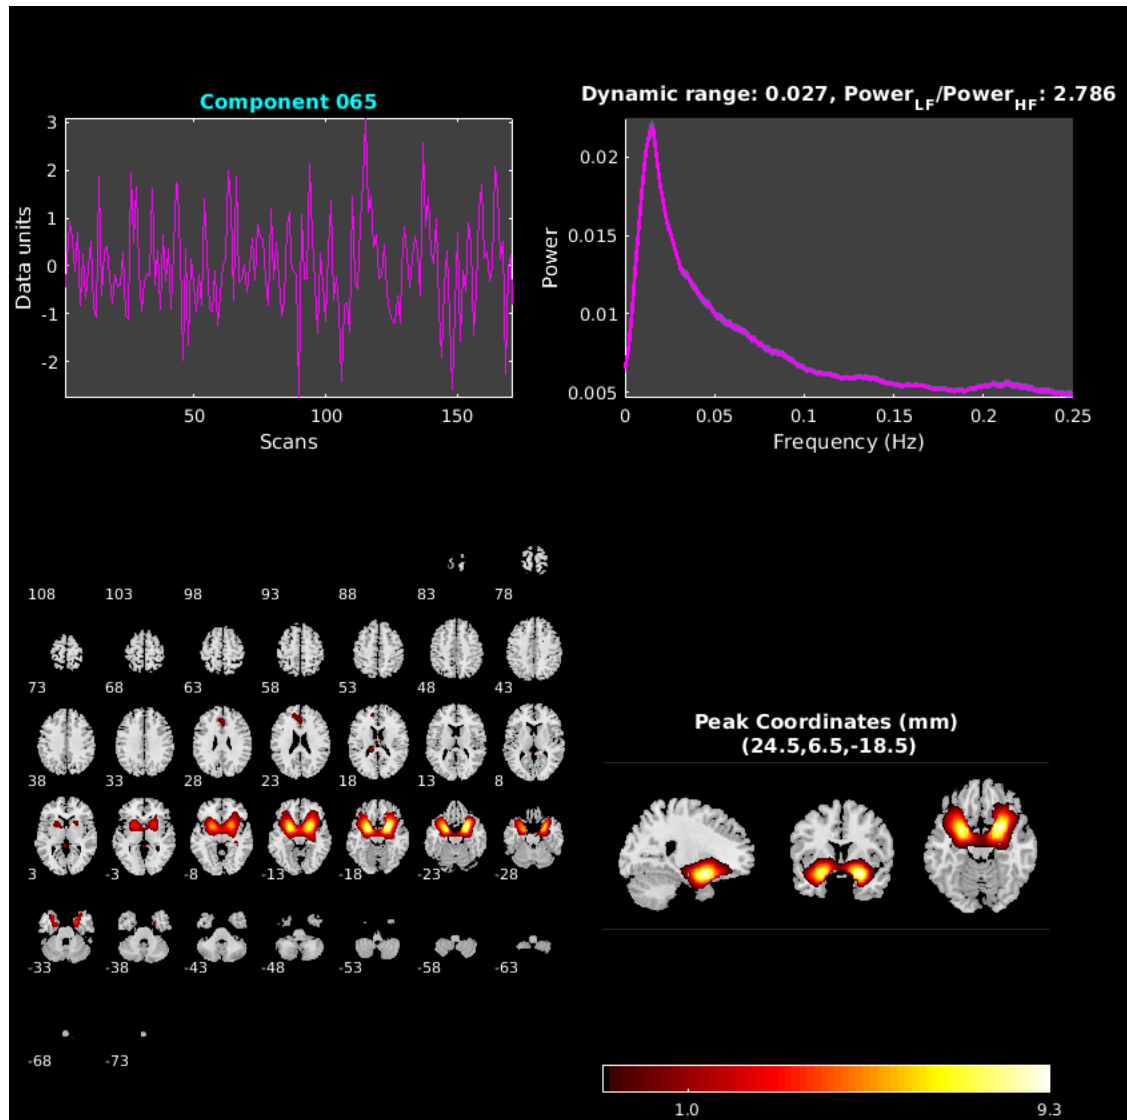 Component 065
Dynamic range: 0.027, Power_LF/Power_HF: 2.786
3
2
1
0
-1
-2
Data units
50 100 150
Scans
0.02
0.015
0.01
0.005
Power
0 0.05 0.1 0.15 0.2 0.25
Frequency (Hz)
108 103 98 93 88 83 78
73 68 63 58 53 48 43
38 33 28 23 18 13 8
3 -3 -8 -13 -18 -23 -28
-33 -38 -43 -48 -53 -58 -63
-68 -73
Peak Coordinates (mm)
(24.5,6.5,-18.5)
1.0 9.3